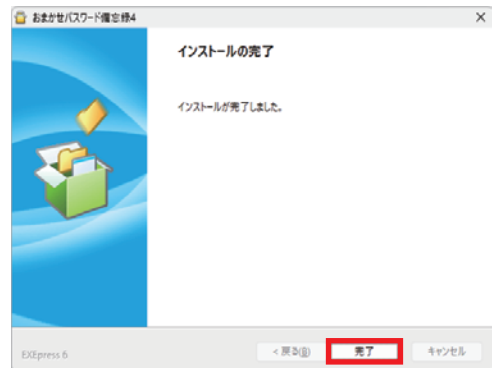 おまかせパスワード備忘録4
インストールの完了
インストールが完了しました。
EXEpress 6
< 戻る(B)
完了
キャンセル